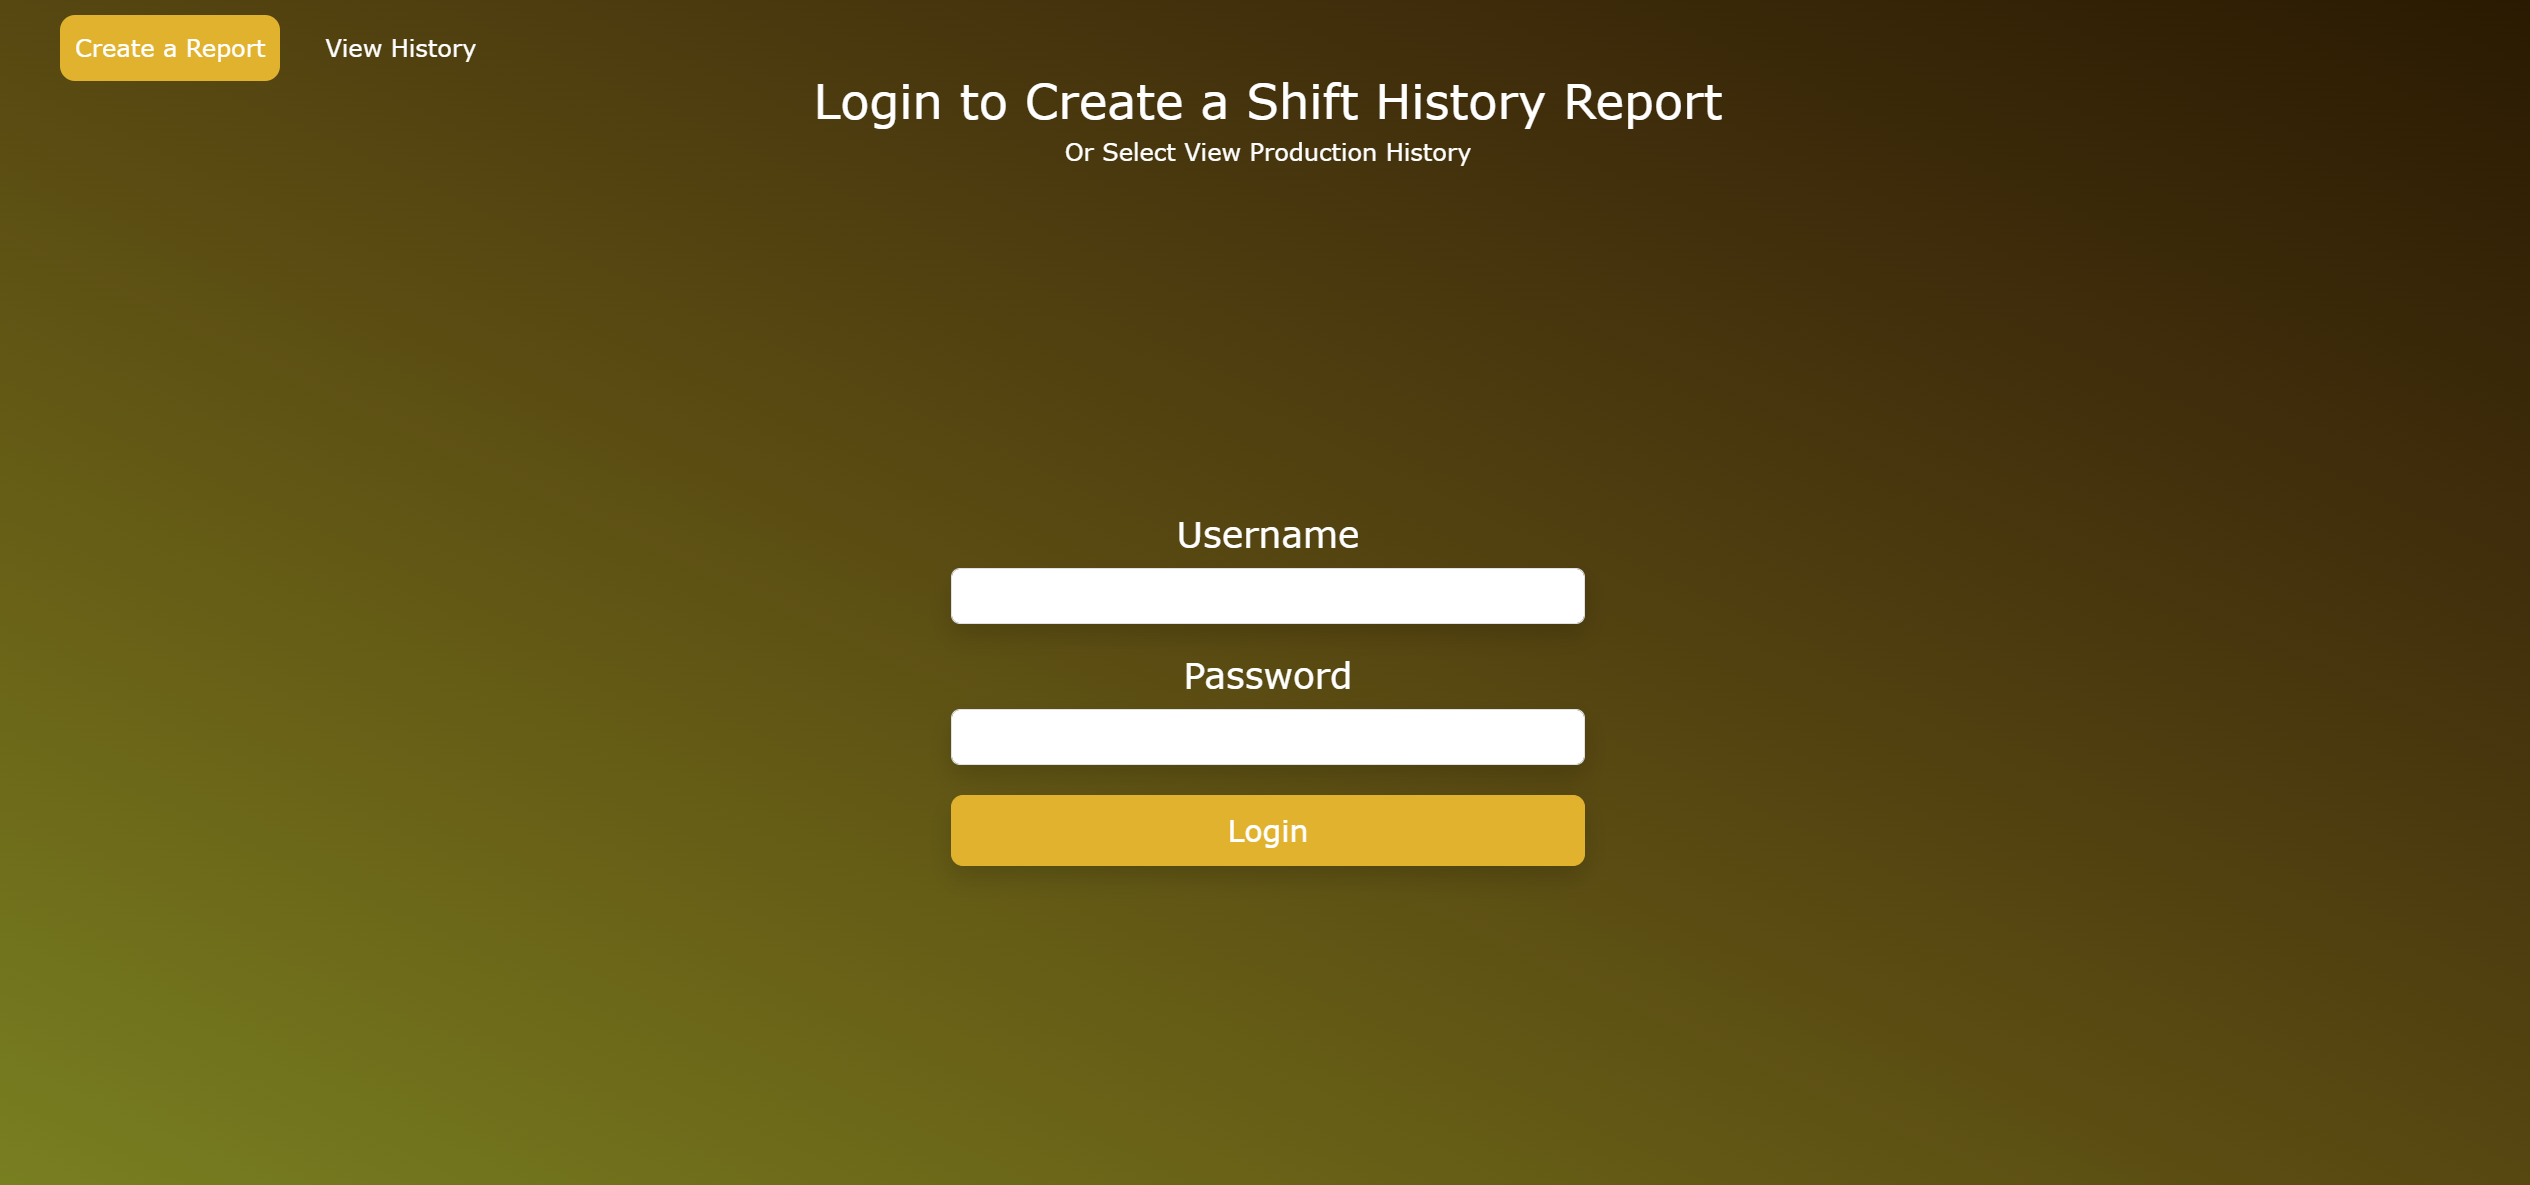 Create a Report
View History
Login to Create a Shift History Report
Or Select View Production History
Username
Password
Login